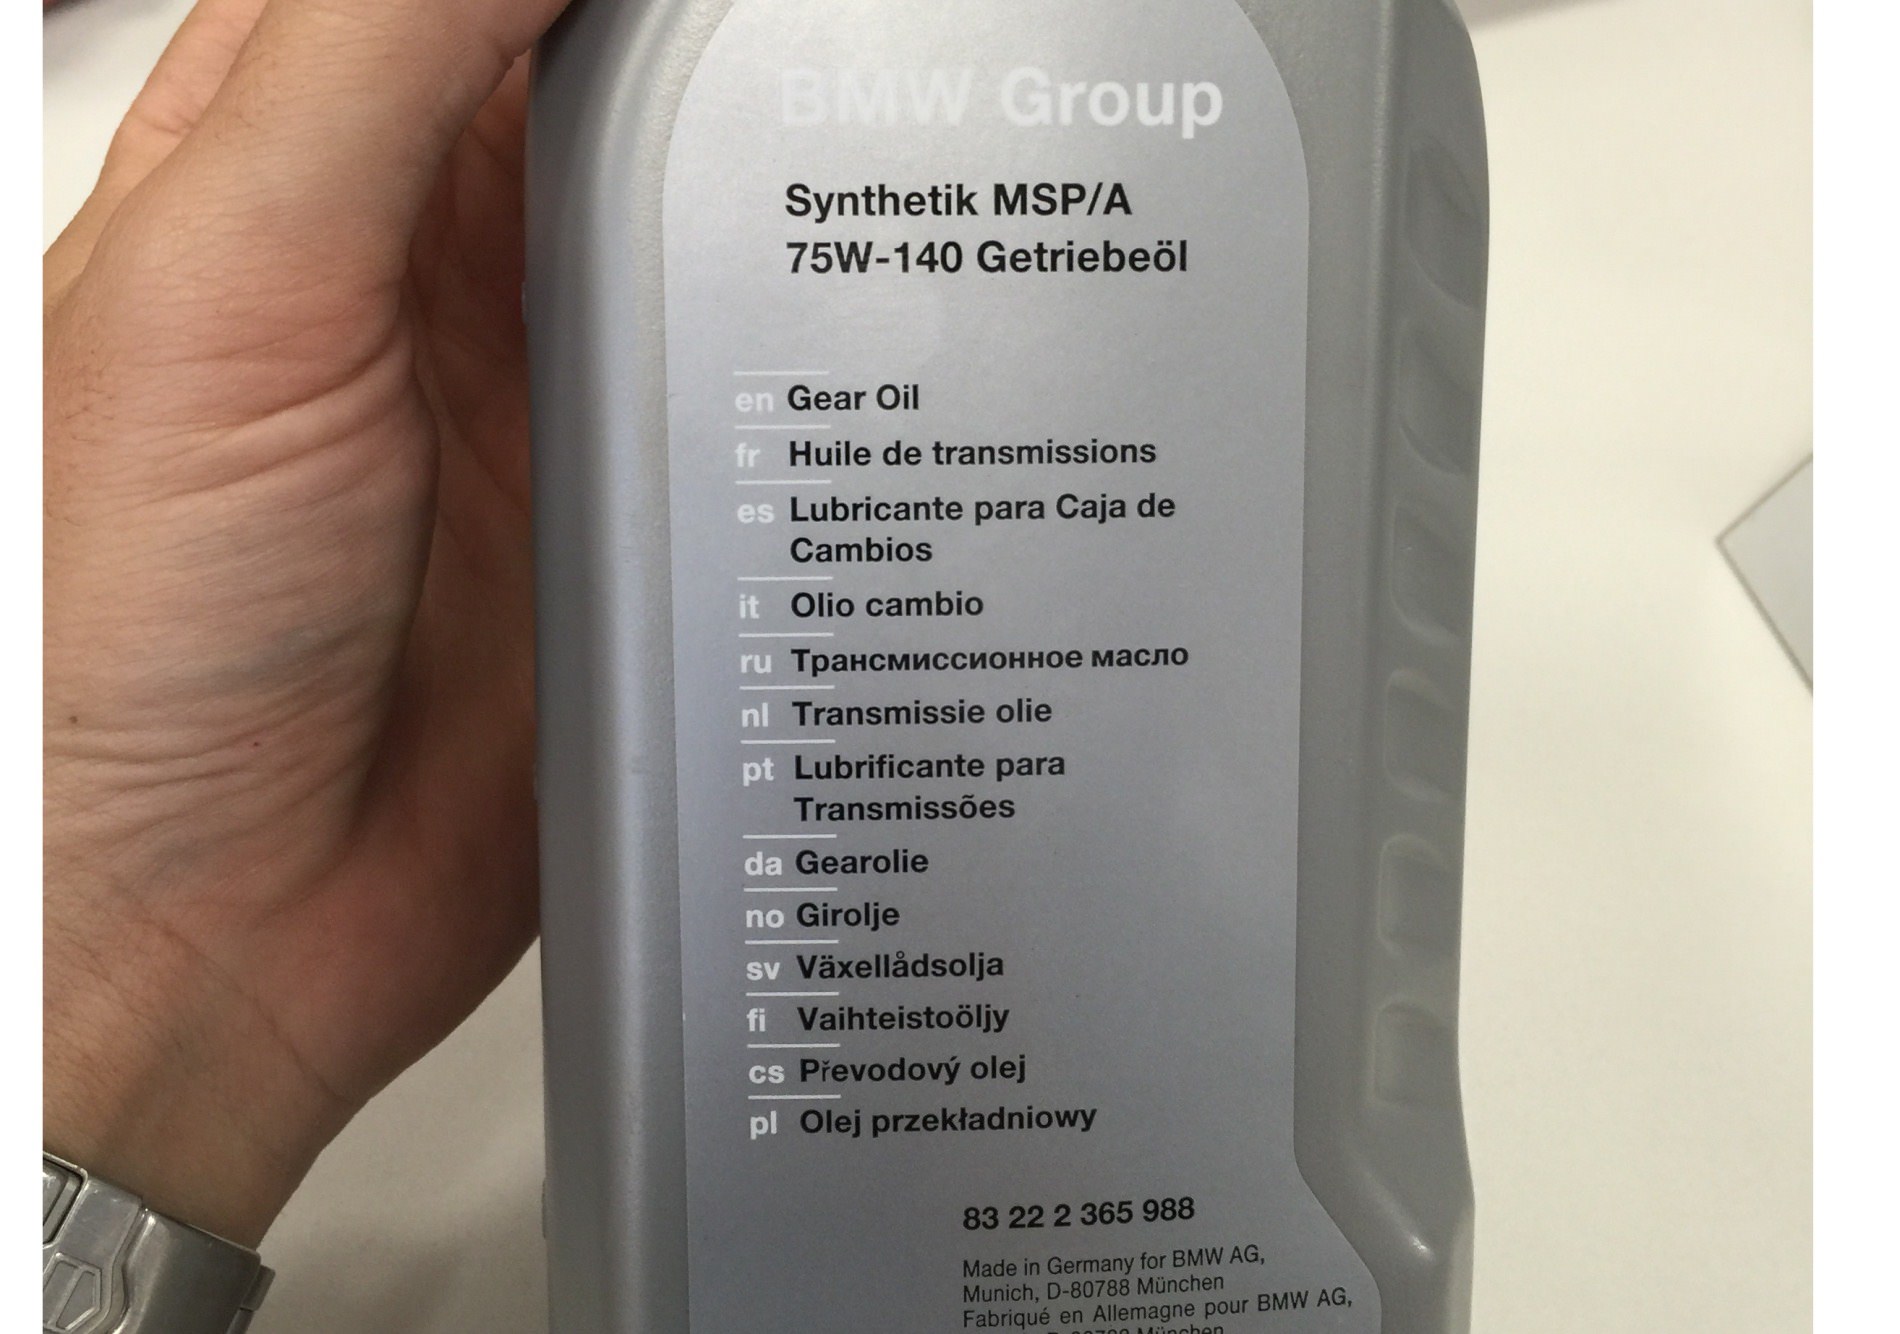 BMW Group
Synthetik MSP/A
75W-140 Getriebeöl
en Gear Oil
fr Huile de transmissions
es Lubricante para Caja de
Cambios
it Olio cambio
ru Трансмиссионное масло
nl Transmissie olie
pt Lubrificante para
Transmissões
da Gearolie
no Girolje
sv Växellådsolja
fi Vaihteistoöljy
cs Převodový olej
pl Olej przekładniowy
83 22 2 365 988
Made in Germany for BMW AG,
Munich, D-80788 München
Fabriqué en Allemagne pour BMW AG,
München